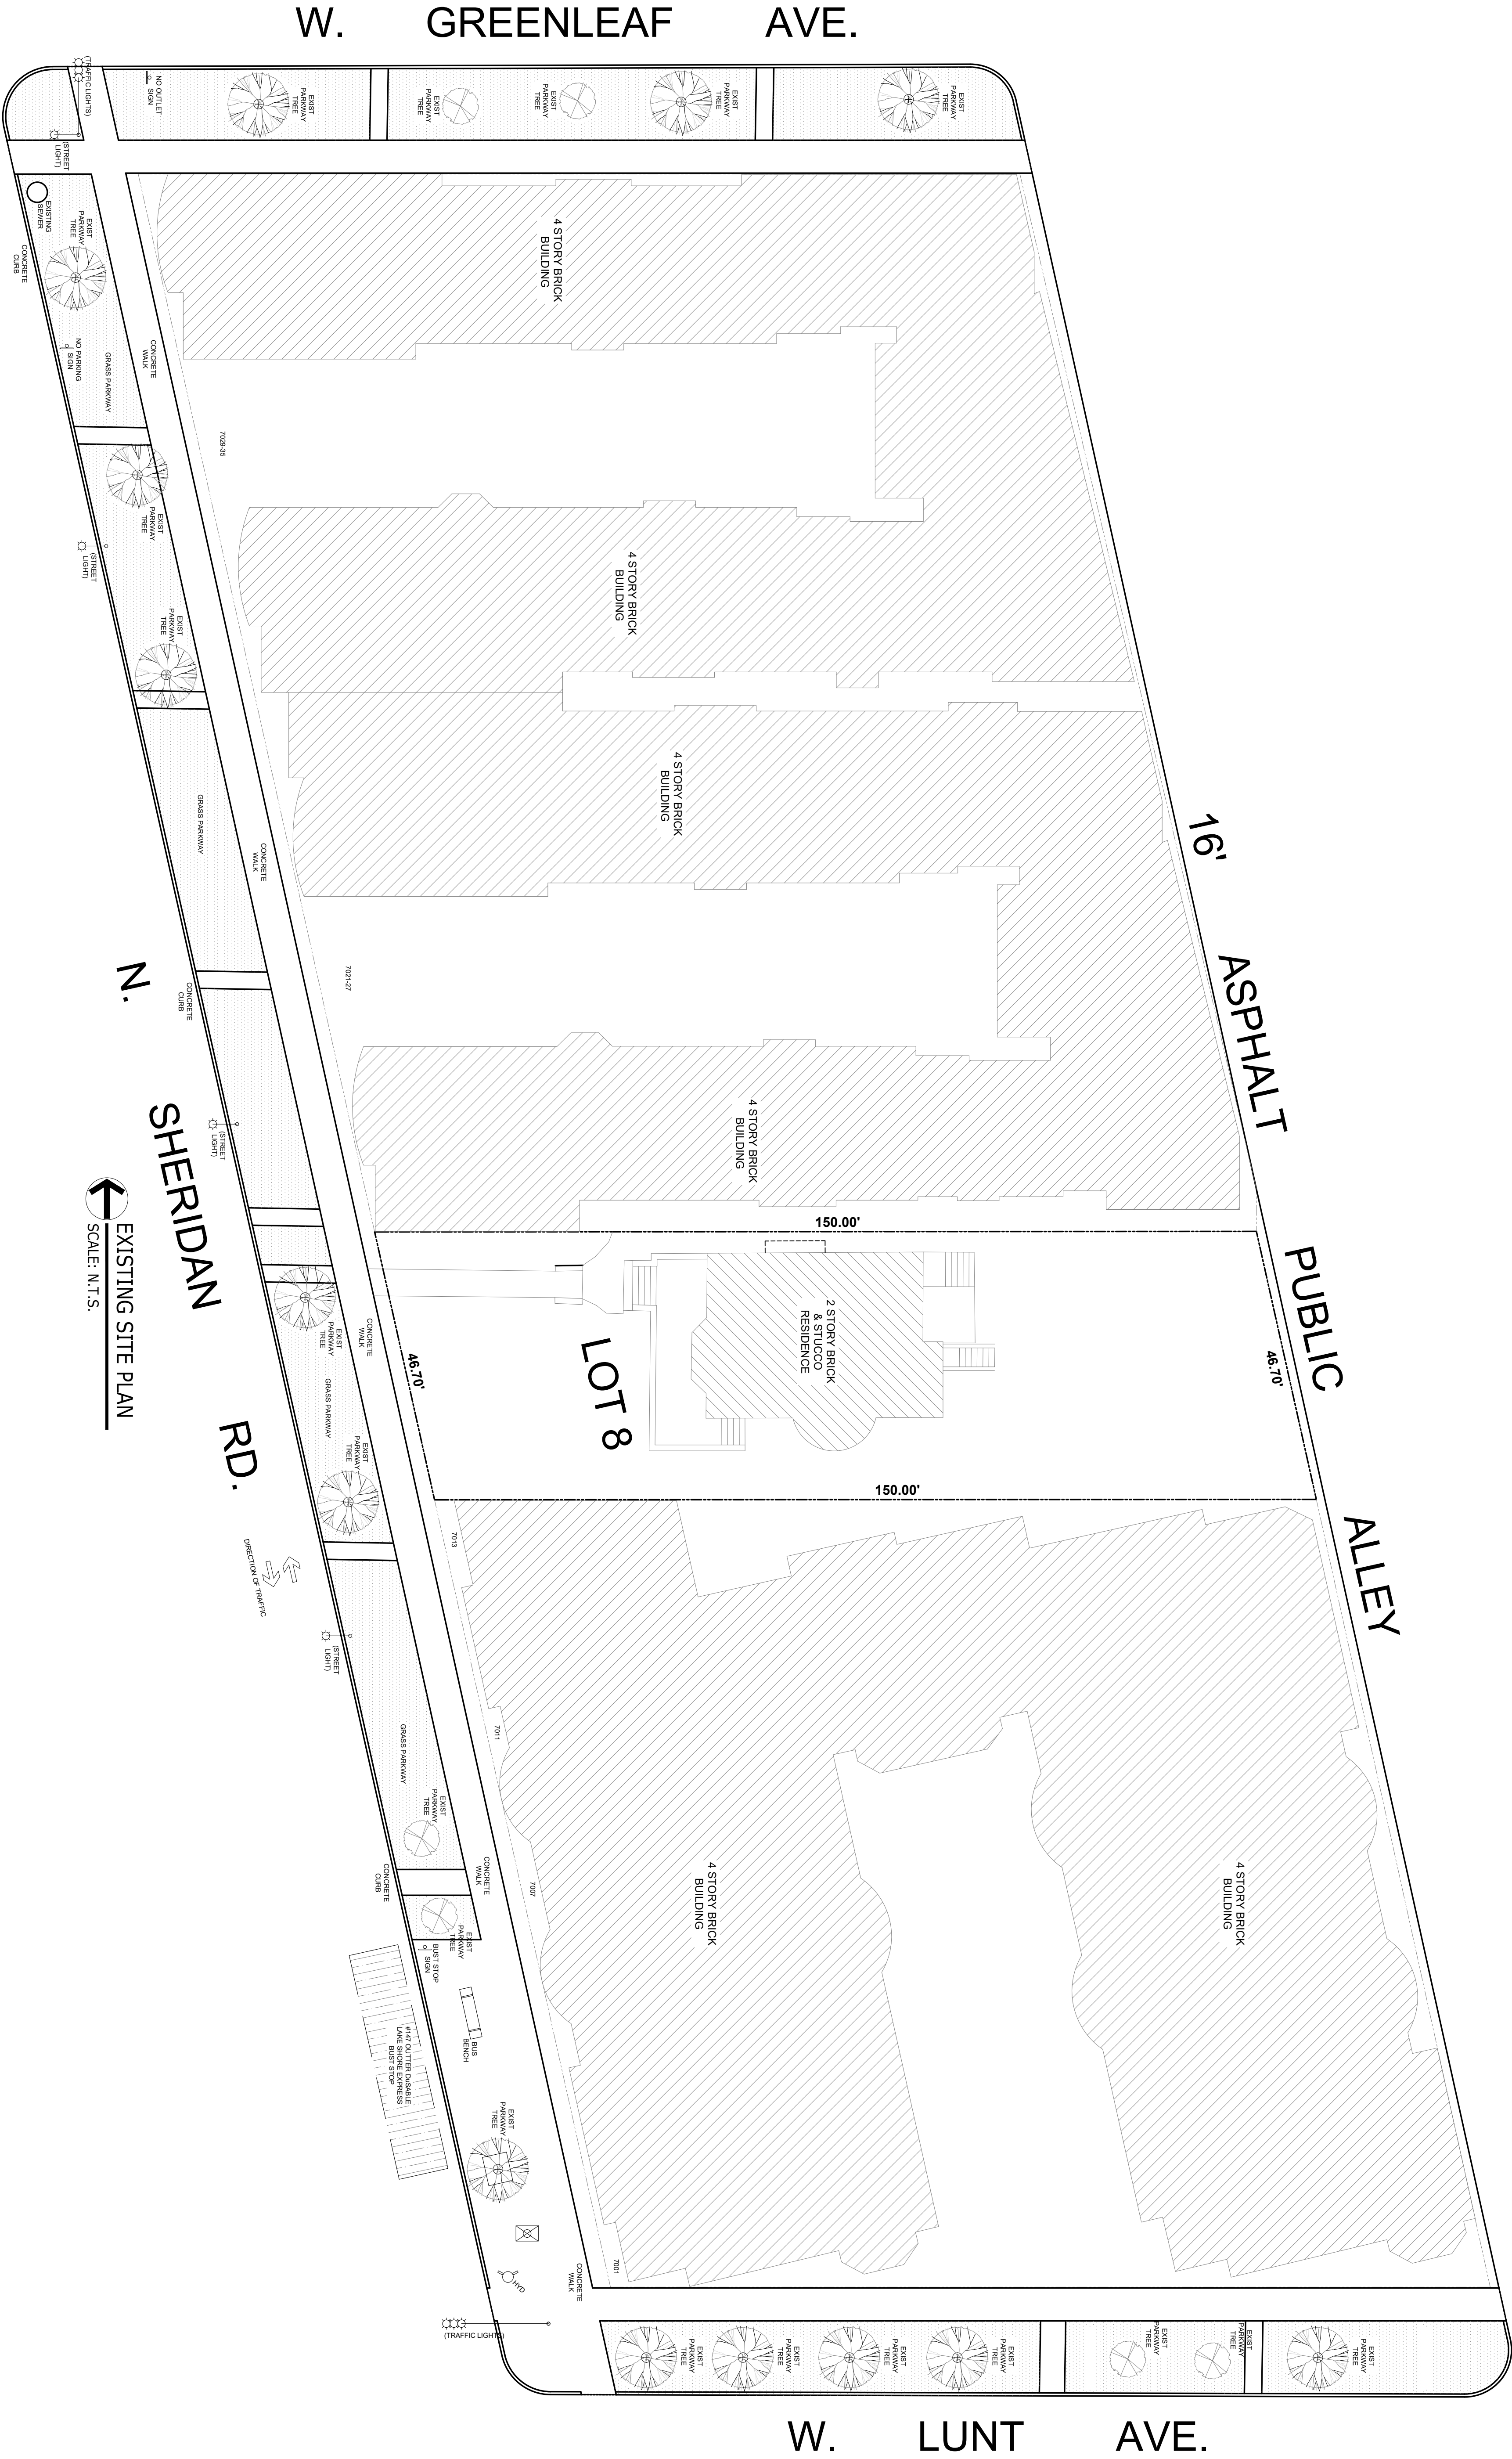 W. GREENLEAF AVE.
(TRAFFIC LIGHTS)
NO OUTLET
SIGN
EXIST
PARKWAY
TREE
EXIST
PARKWAY
TREE
EXIST
PARKWAY
TREE
EXIST
PARKWAY
TREE
EXIST
PARKWAY
TREE
(STREET
LIGHT)
EXISTING
SEWER
EXIST
PARKWAY
TREE
CONCRETE
CURB
NO PARKING
SIGN
GRASS PARKWAY
CONCRETE
WALK
4 STORY BRICK
BUILDING
7029-35
EXIST
PARKWAY
TREE
(STREET
LIGHT)
EXIST
PARKWAY
TREE
4 STORY BRICK
BUILDING
4 STORY BRICK
BUILDING
GRASS PARKWAY
CONCRETE
WALK
16' ASPHALT PUBLIC ALLEY
N. SHERIDAN RD.
CONCRETE
CURB
7021-27
(STREET
LIGHT)
4 STORY BRICK
BUILDING
EXISTING SITE PLAN
SCALE: N.T.S.
150.00'
46.70'
46.70'
2 STORY BRICK
& STUCCO
RESIDENCE
LOT 8
150.00'
EXIST
PARKWAY
TREE
CONCRETE
WALK
GRASS PARKWAY
EXIST
PARKWAY
TREE
DIRECTION OF TRAFFIC
7013
(STREET
LIGHT)
7011
GRASS PARKWAY
EXIST
PARKWAY
TREE
CONCRETE
CURB
CONCRETE
WALK
7007
4 STORY BRICK
BUILDING
4 STORY BRICK
BUILDING
EXIST
PARKWAY
TREE
BUST STOP
SIGN
BUS
BENCH
#147 OUTTER DuSABLE
LAKE SHORE EXPRESS
BUST STOP
EXIST
PARKWAY
TREE
HYD
CONCRETE
WALK
7001
(TRAFFIC LIGHTS)
EXIST
PARKWAY
TREE
EXIST
PARKWAY
TREE
EXIST
PARKWAY
TREE
EXIST
PARKWAY
TREE
EXIST
PARKWAY
TREE
EXIST
PARKWAY
TREE
EXIST
PARKWAY
TREE
W. LUNT AVE.